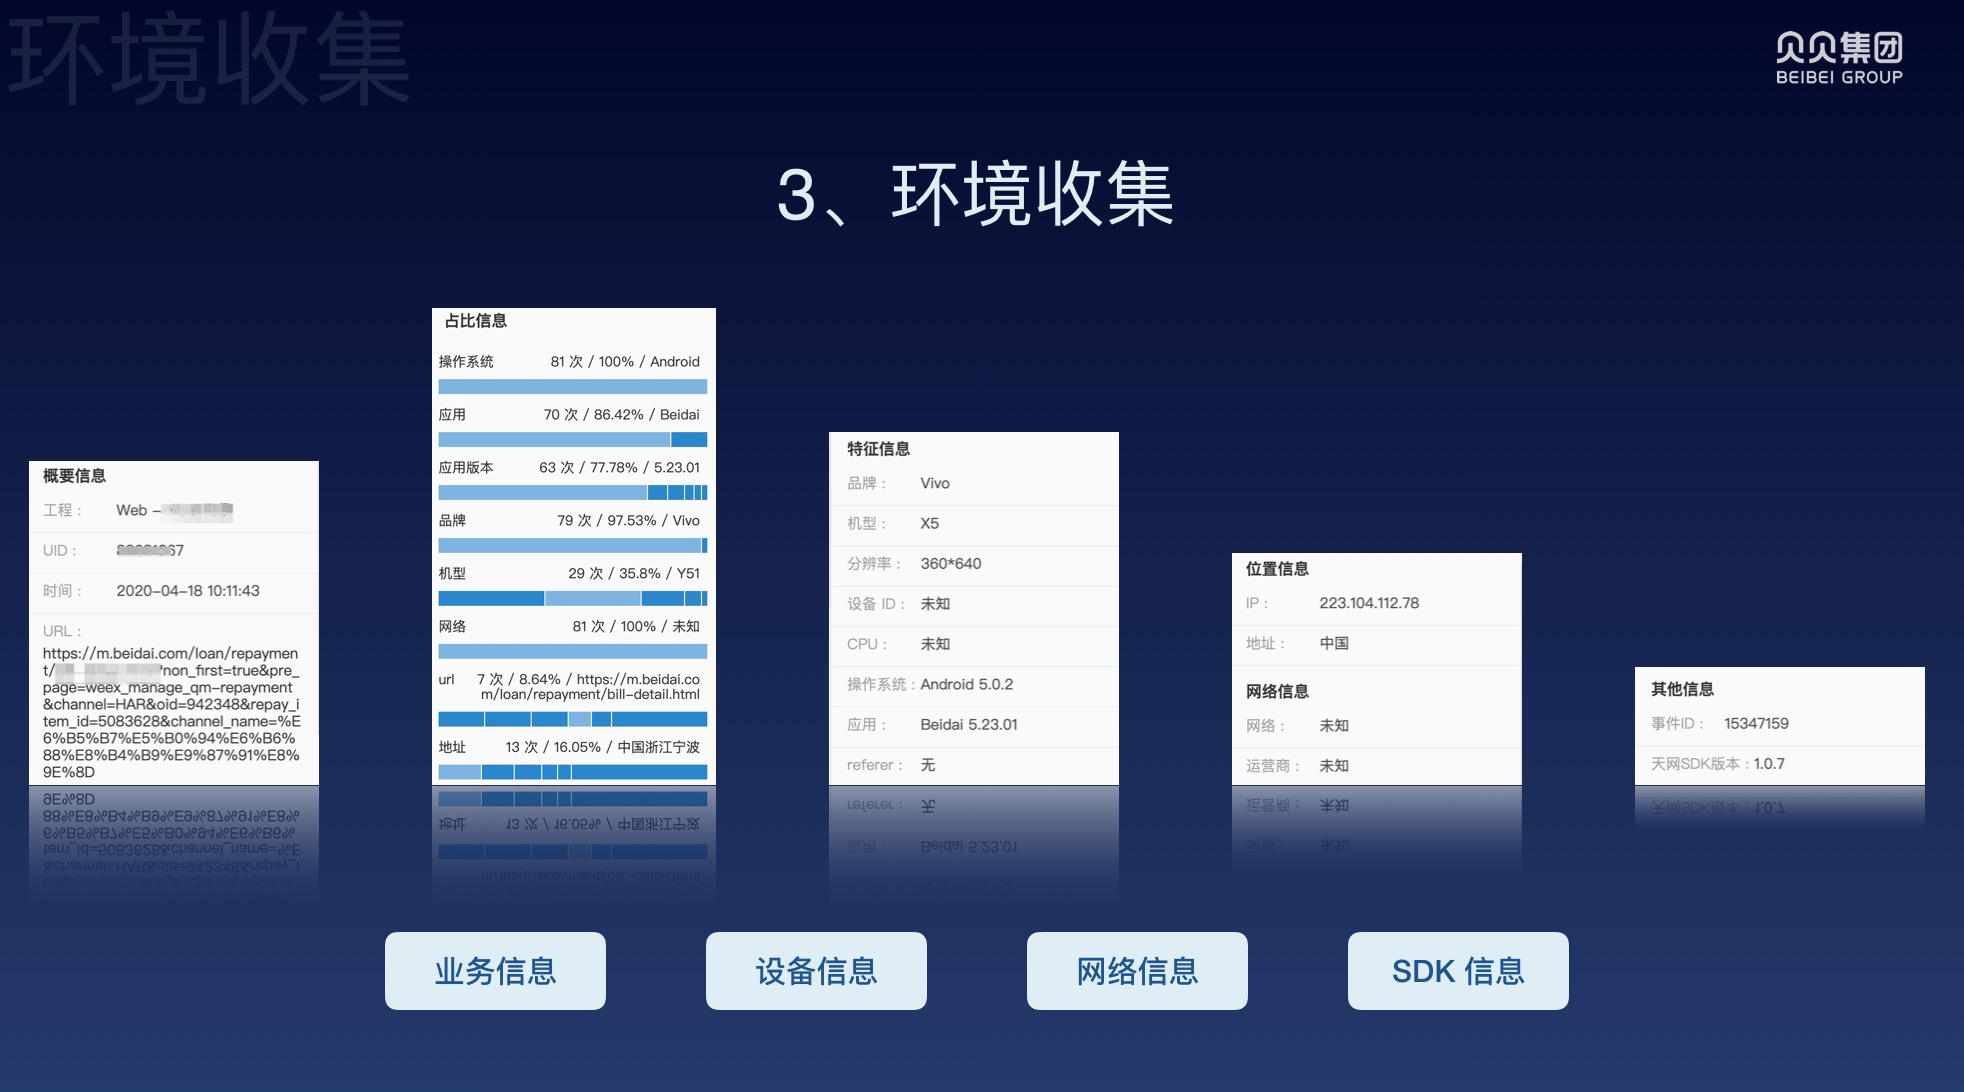 环境收集
贝贝集团
BEIBEI GROUP
3、环境收集
概要信息
工程： Web –
UID：
时间： 2020-04-18 10:11:43
URL：
https://m.beidai.com/loan/repaymen
t/ ?non_first=true&pre_
page=weex_manage_qm-repayment
&channel=HAR&oid=942348&repay_i
tem_id=5083628&channel_name=%E
6%B5%B7%E5%B0%94%E6%B6%
88%E8%B4%B9%E9%87%91%E8%
9E%8D
占比信息
操作系统 81 次 / 100% / Android
应用 70 次 / 86.42% / Beidai
应用版本 63 次 / 77.78% / 5.23.01
品牌 79 次 / 97.53% / Vivo
机型 29 次 / 35.8% / Y51
网络 81 次 / 100% / 未知
url 7 次 / 8.64% / https://m.beidai.co
m/loan/repayment/bill-detail.html
地址 13 次 / 16.05% / 中国浙江宁波
特征信息
品牌： Vivo
机型： X5
分辨率： 360*640
设备 ID： 未知
CPU： 未知
操作系统：Android 5.0.2
应用： Beidai 5.23.01
referer： 无
位置信息
IP： 223.104.112.78
地址： 中国
网络信息
网络： 未知
运营商： 未知
其他信息
事件ID： 15347159
天网SDK版本：1.0.7
业务信息
设备信息
网络信息
SDK 信息